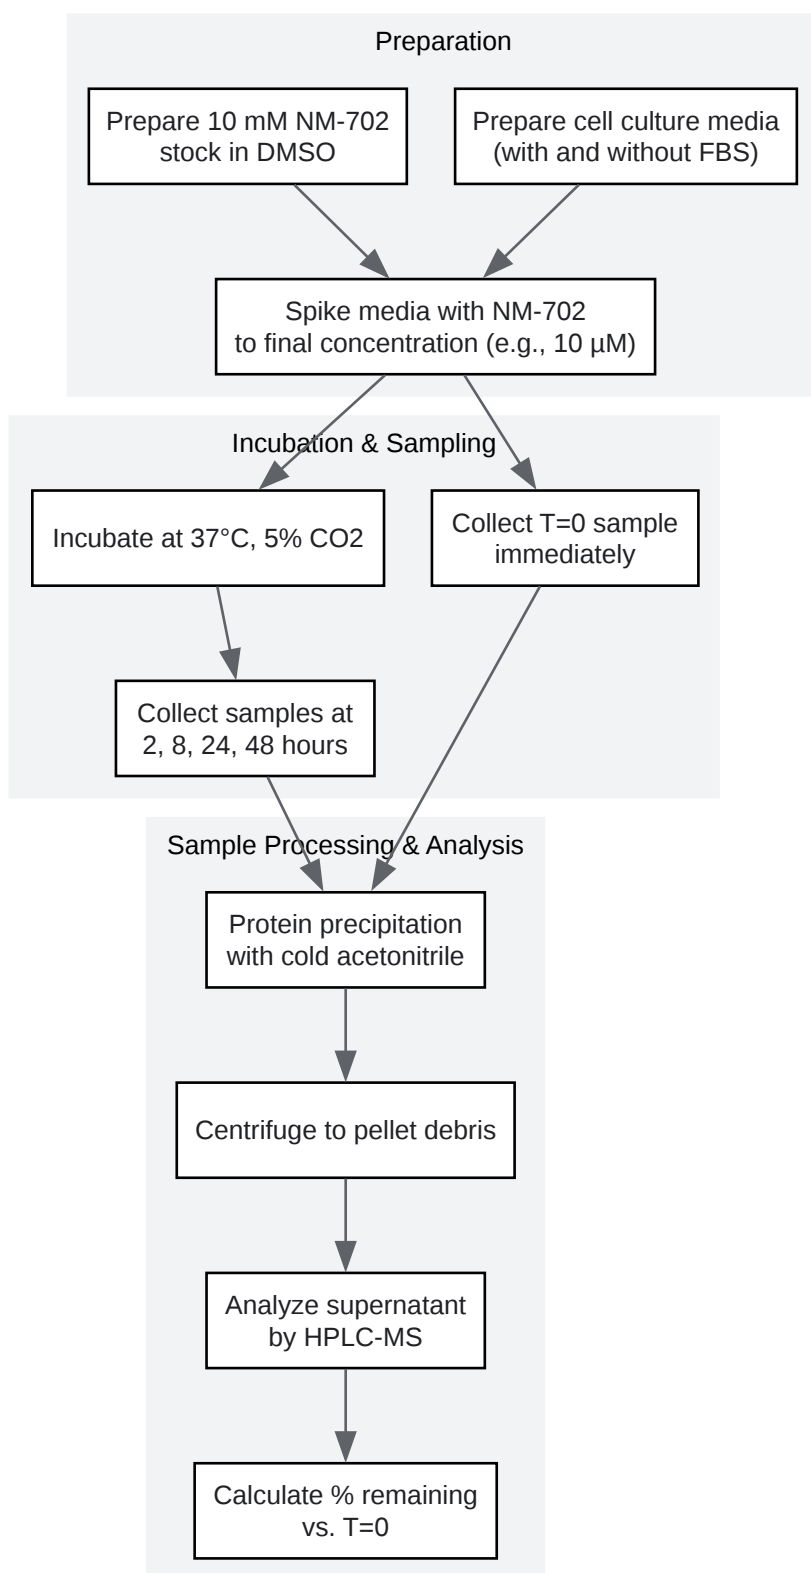 Preparation
Prepare 10 mM NM-702
stock in DMSO
Prepare cell culture media
(with and without FBS)
Spike media with NM-702
to final concentration (e.g., 10 µM)
Incubation & Sampling
Incubate at 37°C, 5% CO2
Collect T=0 sample
immediately
Collect samples at
2, 8, 24, 48 hours
Sample Processing & Analysis
Protein precipitation
with cold acetonitrile
Centrifuge to pellet debris
Analyze supernatant
by HPLC-MS
Calculate % remaining
vs. T=0